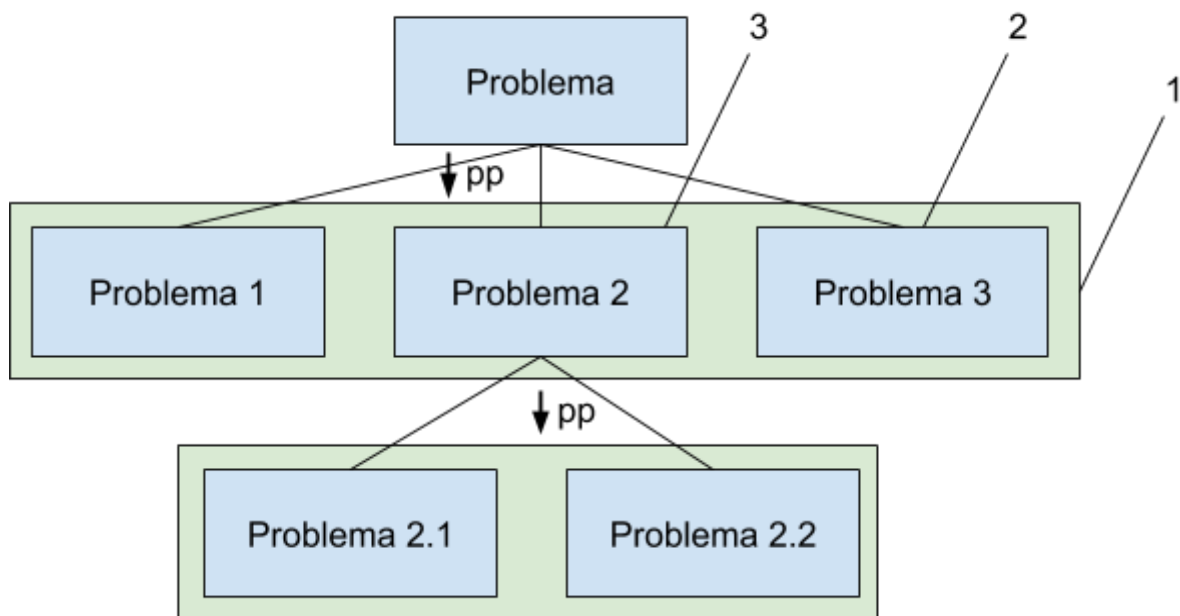 Problema
3
2
1
pp
Problema 1
Problema 2
Problema 3
pp
Problema 2.1
Problema 2.2